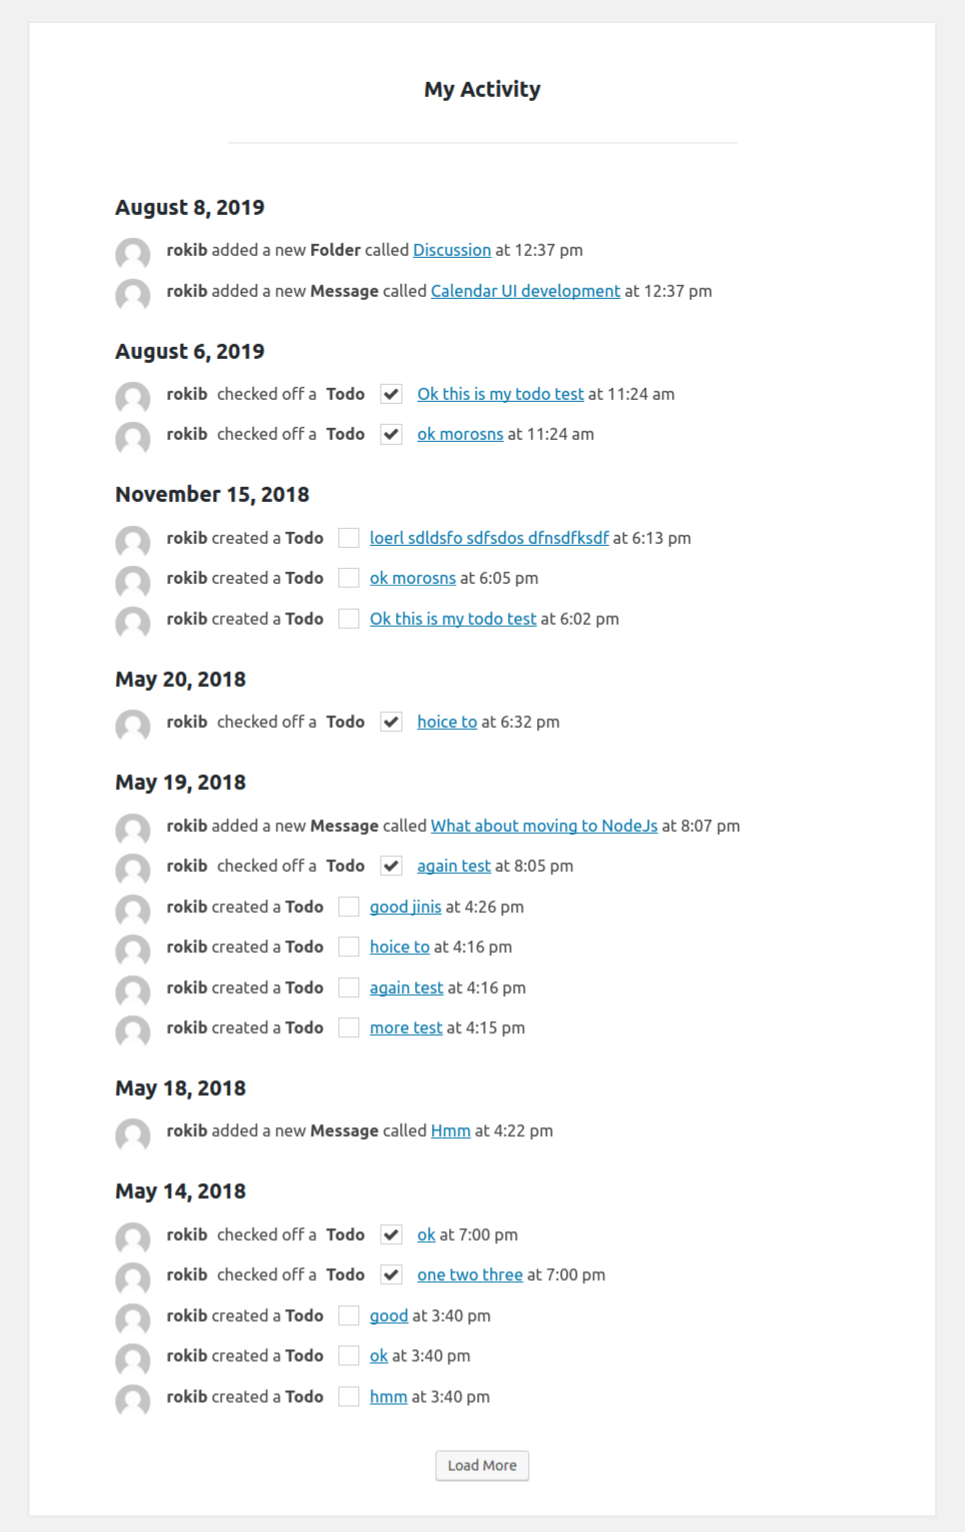 My Activity
August 8, 2019
rokib added a new Folder called Discussion at 12:37 pm
rokib added a new Message called Calendar UI development at 12:37 pm
August 6, 2019
rokib checked off a Todo Ok this is my todo test at 11:24 am
rokib checked off a Todo ok morosns at 11:24 am
November 15, 2018
rokib created a Todo loerl sdldsfo sdfsdos dfnsdfksdf at 6:13 pm
rokib created a Todo ok morosns at 6:05 pm
rokib created a Todo Ok this is my todo test at 6:02 pm
May 20, 2018
rokib checked off a Todo hoice to at 6:32 pm
May 19, 2018
rokib added a new Message called What about moving to NodeJs at 8:07 pm
rokib checked off a Todo again test at 8:05 pm
rokib created a Todo good jinis at 4:26 pm
rokib created a Todo hoice to at 4:16 pm
rokib created a Todo again test at 4:16 pm
rokib created a Todo more test at 4:15 pm
May 18, 2018
rokib added a new Message called Hmm at 4:22 pm
May 14, 2018
rokib checked off a Todo ok at 7:00 pm
rokib checked off a Todo one two three at 7:00 pm
rokib created a Todo good at 3:40 pm
rokib created a Todo ok at 3:40 pm
rokib created a Todo hmm at 3:40 pm
Load More